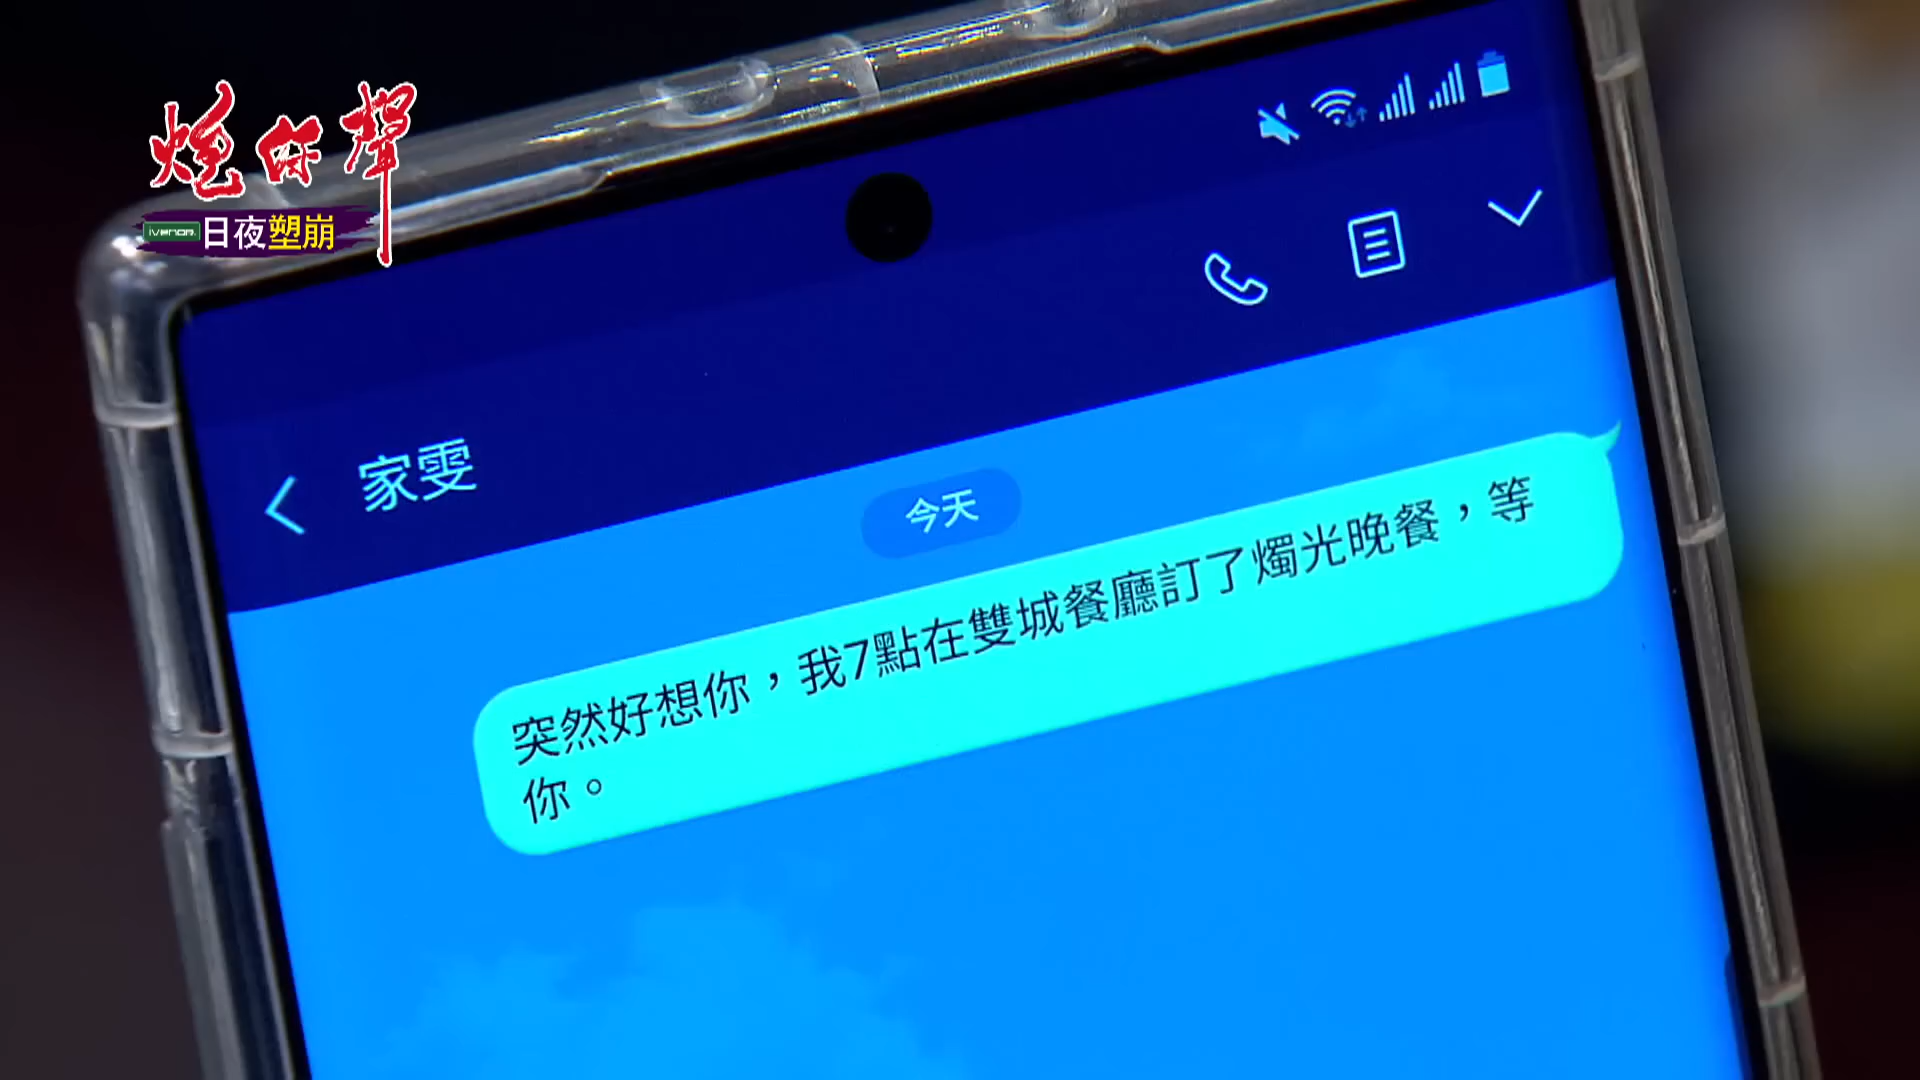 炮仔聲
ivenor.
日夜塑崩
家雯
今天
突然好想你，我7點在雙城餐廳訂了燭光晚餐，等
你。